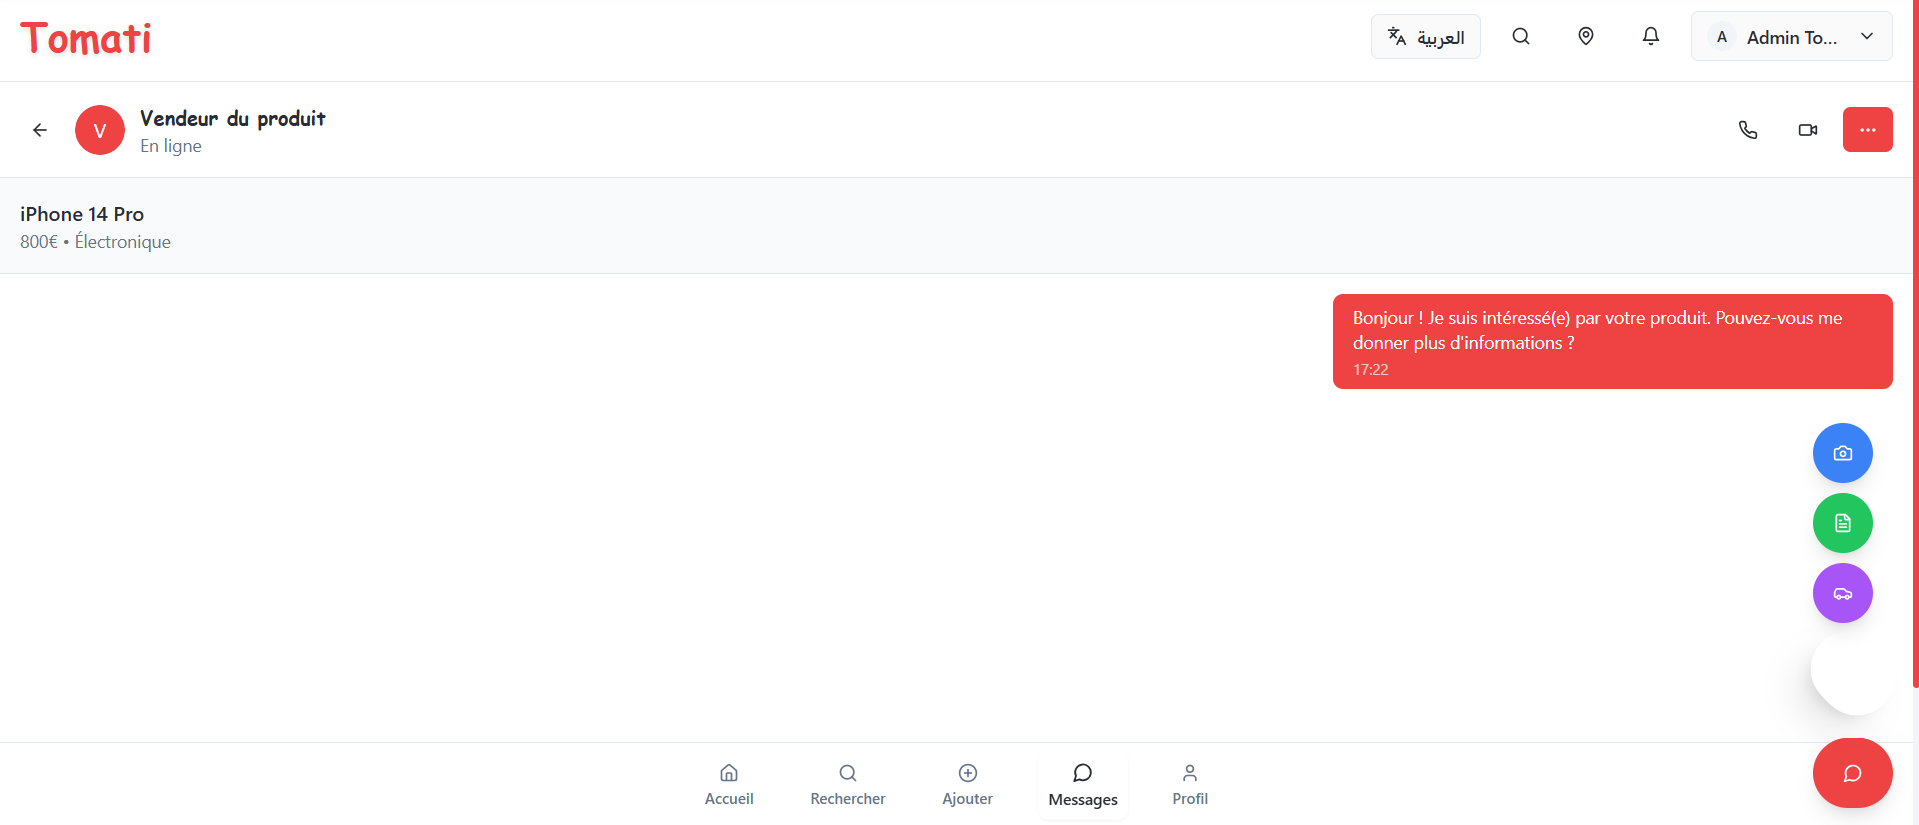 Tomati
العربية
A
Admin To...
V
Vendeur du produit
En ligne
iPhone 14 Pro
800€ • Électronique
Bonjour ! Je suis intéressé(e) par votre produit. Pouvez-vous me
donner plus d'informations ?
17:22
Accueil
Rechercher
Ajouter
Messages
Profil